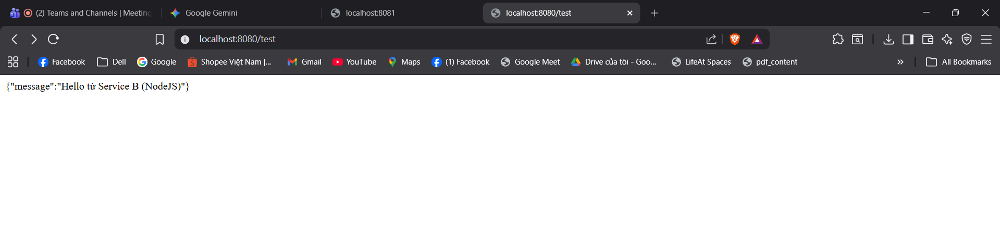 (2) Teams and Channels | Meeting
Google Gemini
localhost:8081
localhost:8080/test
localhost:8080/test
Facebook
Dell
Google
Shopee Việt Nam |...
Gmail
YouTube
Maps
(1) Facebook
Google Meet
Drive của tôi - Goo...
LifeAt Spaces
pdf_content
All Bookmarks
{"message":"Hello từ Service B (NodeJS)"}